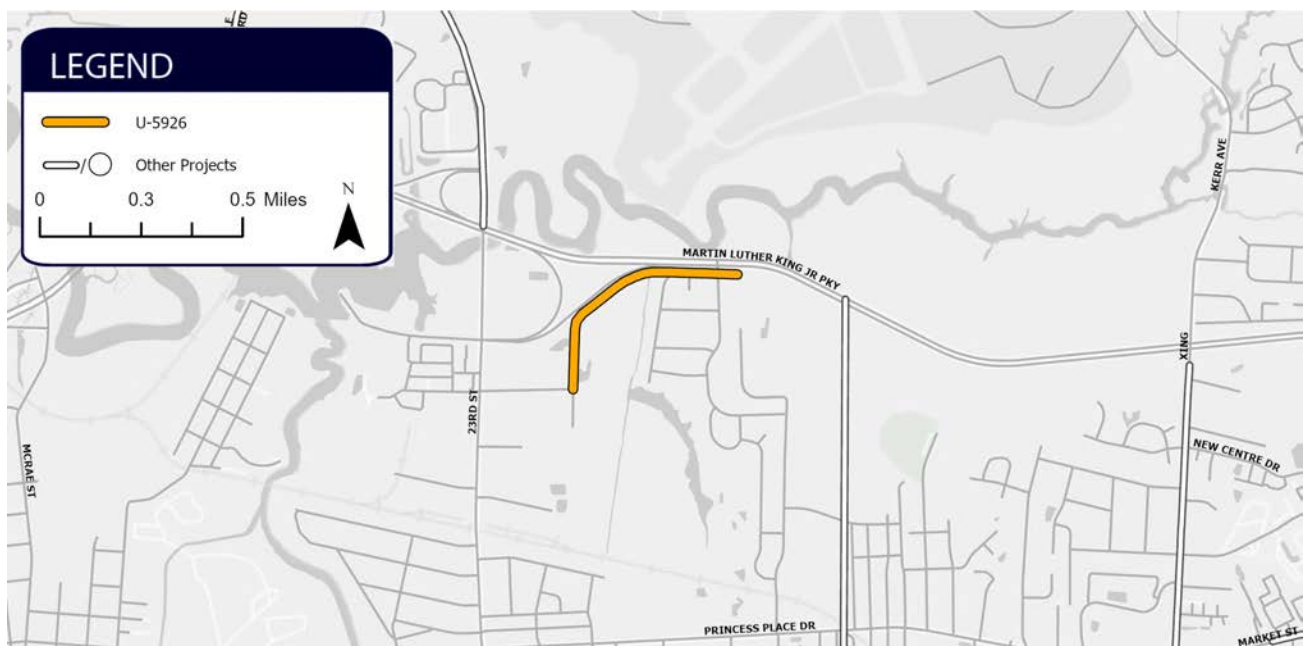 RD
LEGEND
U-5926
/
Other Projects
0 0.3 0.5 Miles
N
KERR AVE
MARTIN LUTHER KING JR PKY
XING
23RD ST
MCRAE ST
NEW CENTRE DR
PRINCESS PLACE DR
MARKET ST